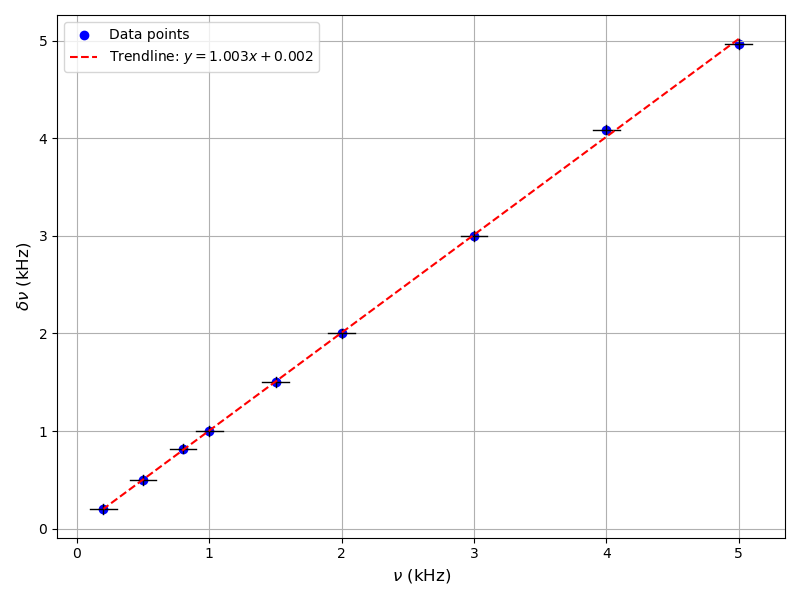 Data points
Trendline: y = 1.003x + 0.002
5
4
3
2
1
0
δν (kHz)
0 1 2 3 4 5
ν (kHz)